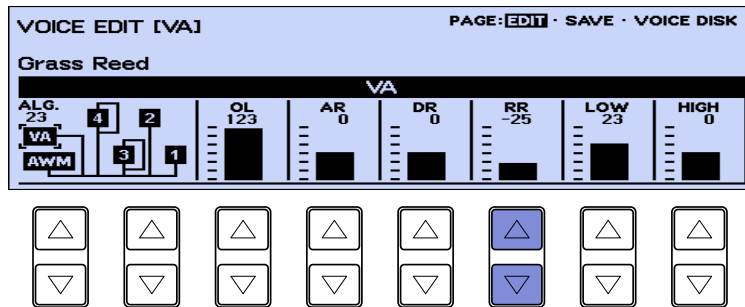 VOICE EDIT [VA]
PAGE: EDIT · SAVE · VOICE DISK
Grass Reed
VA
ALG. OL AR DR RR LOW HIGH
23 123 0 0 -25 23 0
4 2
VA
3 1
AWM